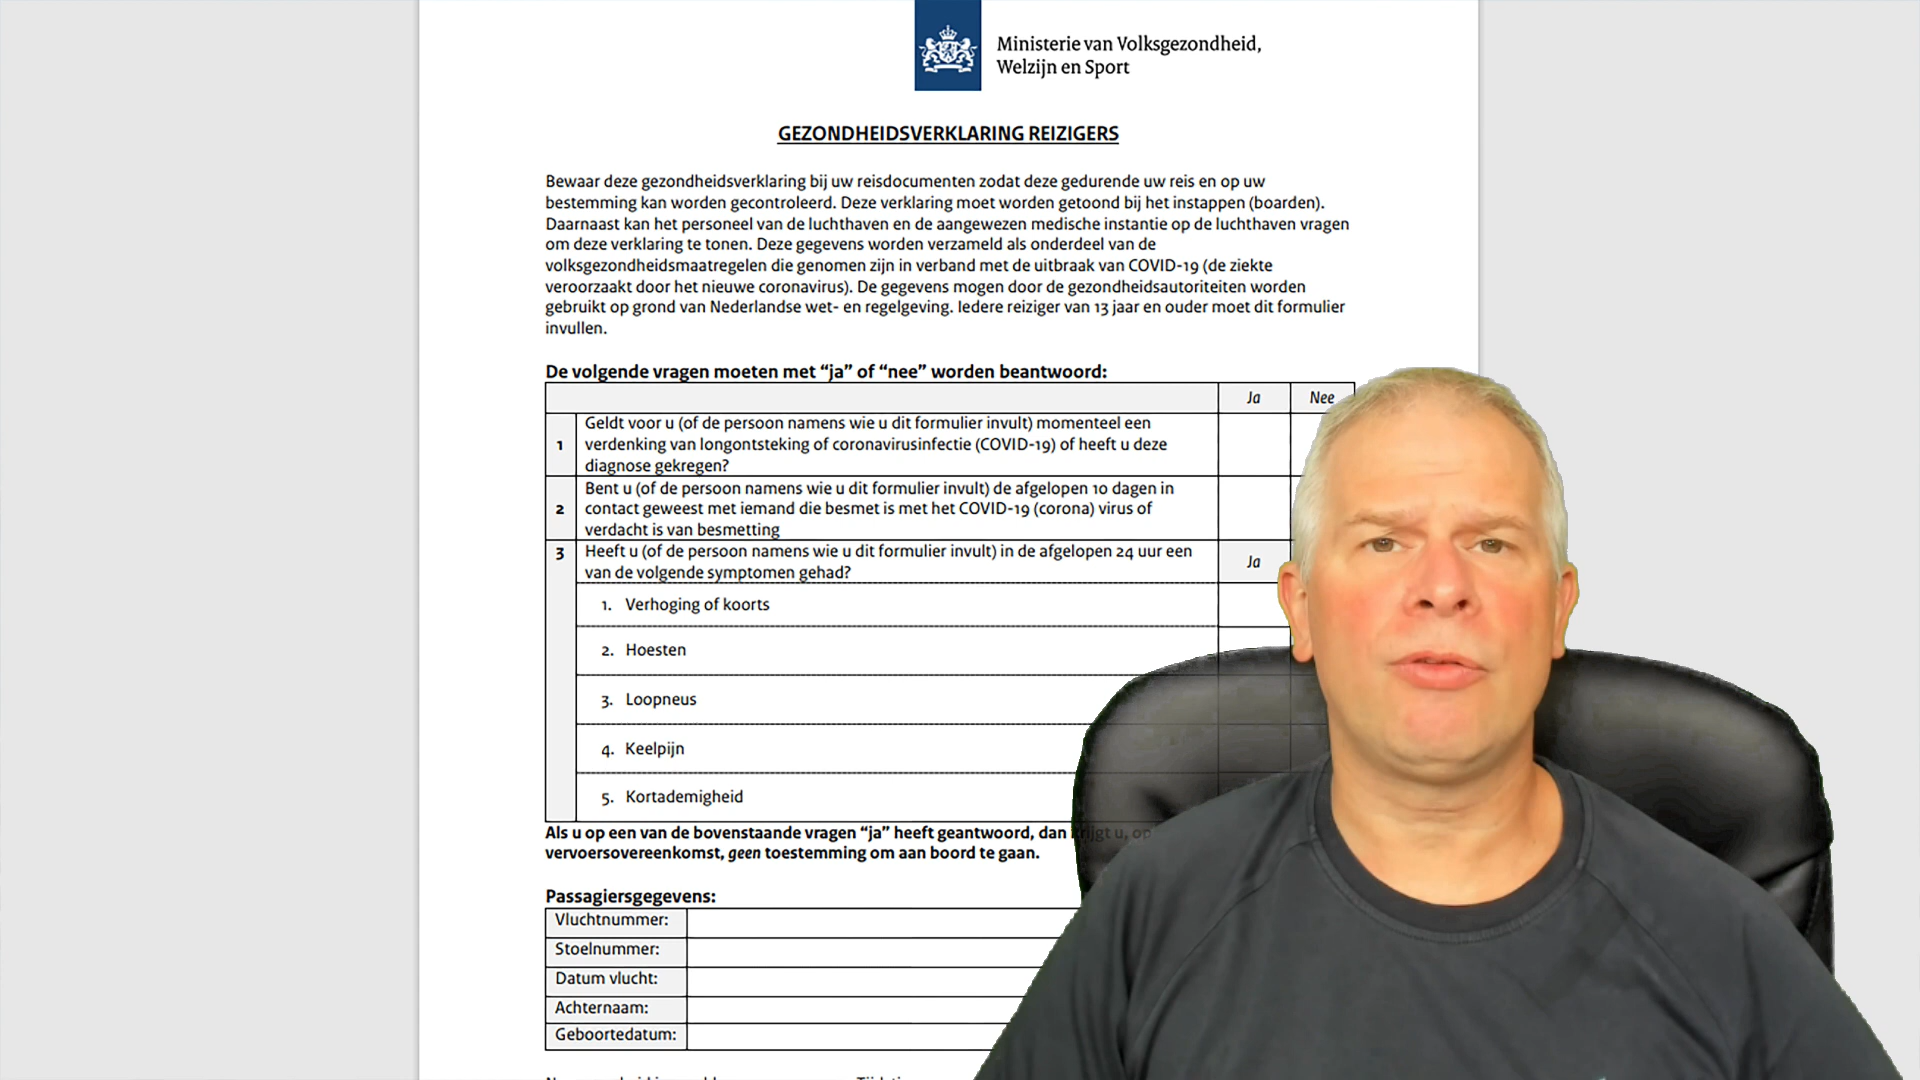 Ministerie van Volksgezondheid,
Welzijn en Sport
GEZONDHEIDSVERKLARING REIZIGERS
Bewaar deze gezondheidsverklaring bij uw reisdocumenten zodat deze gedurende uw reis en op uw
bestemming kan worden gecontroleerd. Deze verklaring moet worden getoond bij het instappen (boarden).
Daarnaast kan het personeel van de luchthaven en de aangewezen medische instantie op de luchthaven vragen
om deze verklaring te tonen. Deze gegevens worden verzameld als onderdeel van de
volksgezondheidsmaatregelen die genomen zijn in verband met de uitbraak van COVID-19 (de ziekte
veroorzaakt door het nieuwe coronavirus). De gegevens mogen door de gezondheidsautoriteiten worden
gebruikt op grond van Nederlandse wet- en regelgeving. Iedere reiziger van 13 jaar en ouder moet dit formulier
invullen.
De volgende vragen moeten met “ja” of “nee” worden beantwoord:
Ja Nee
1 Geldt voor u (of de persoon namens wie u dit formulier invult) momenteel een
verdenking van longontsteking of coronavirusinfectie (COVID-19) of heeft u deze
diagnose gekregen?
2 Bent u (of de persoon namens wie u dit formulier invult) de afgelopen 10 dagen in
contact geweest met iemand die besmet is met het COVID-19 (corona) virus of
verdacht is van besmetting
3 Heeft u (of de persoon namens wie u dit formulier invult) in de afgelopen 24 uur een
van de volgende symptomen gehad? Ja
1. Verhoging of koorts
2. Hoesten
3. Loopneus
4. Keelpijn
5. Kortademigheid
Als u op een van de bovenstaande vragen “ja” heeft geantwoord, dan krijgt u, op
vervoersovereenkomst, geen toestemming om aan boord te gaan.
Passagiersgegevens:
Vluchtnummer:
Stoelnummer:
Datum vlucht:
Achternaam:
Geboortedatum: